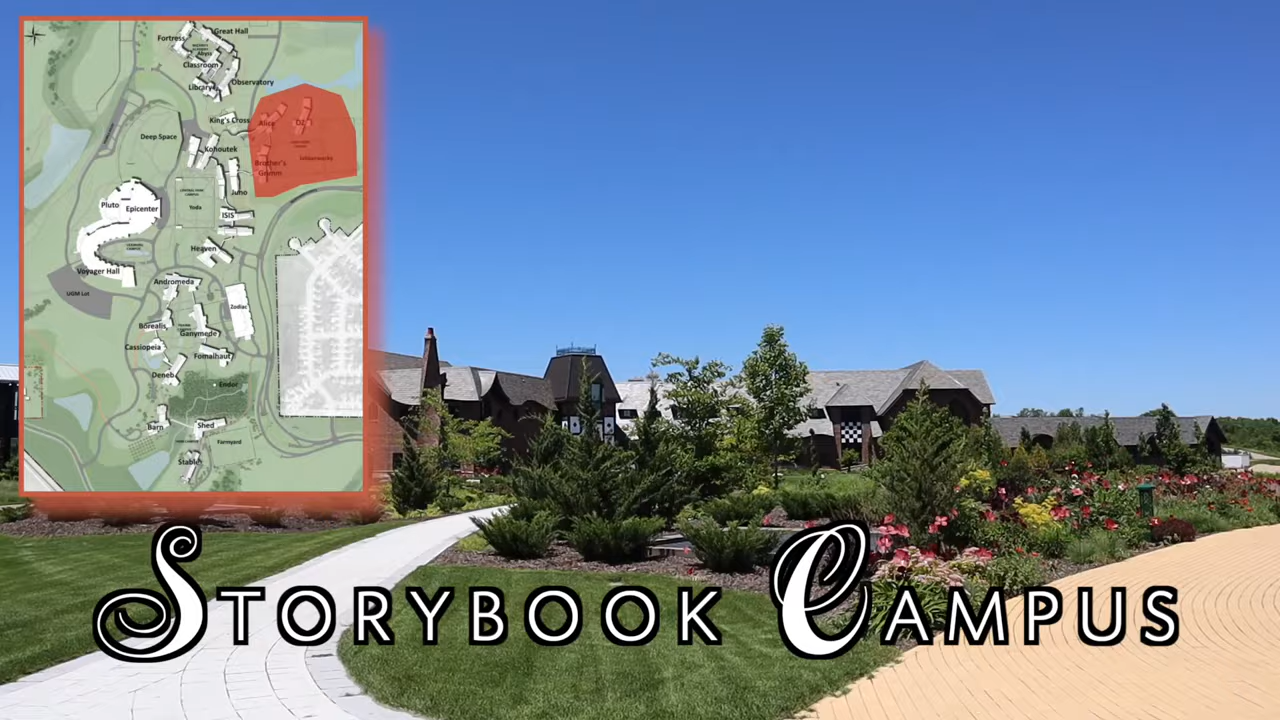 Great Hall
Fortress
Classroom
Library
Observatory
King's Cross
Alice
OZ
Deep Space
Kohoutek
Brother's
Grimm
Juno
Pluto
Epicenter
Yoda
ISIS
Heaven
Voyager Hall
UGM Lot
Andromeda
Zodiac
Borealis
Ganymede
Cassiopeia
Fomalhaut
Deneb
Endor
Barn
Shed
Farmyard
Stable
STORYBOOK CAMPUS